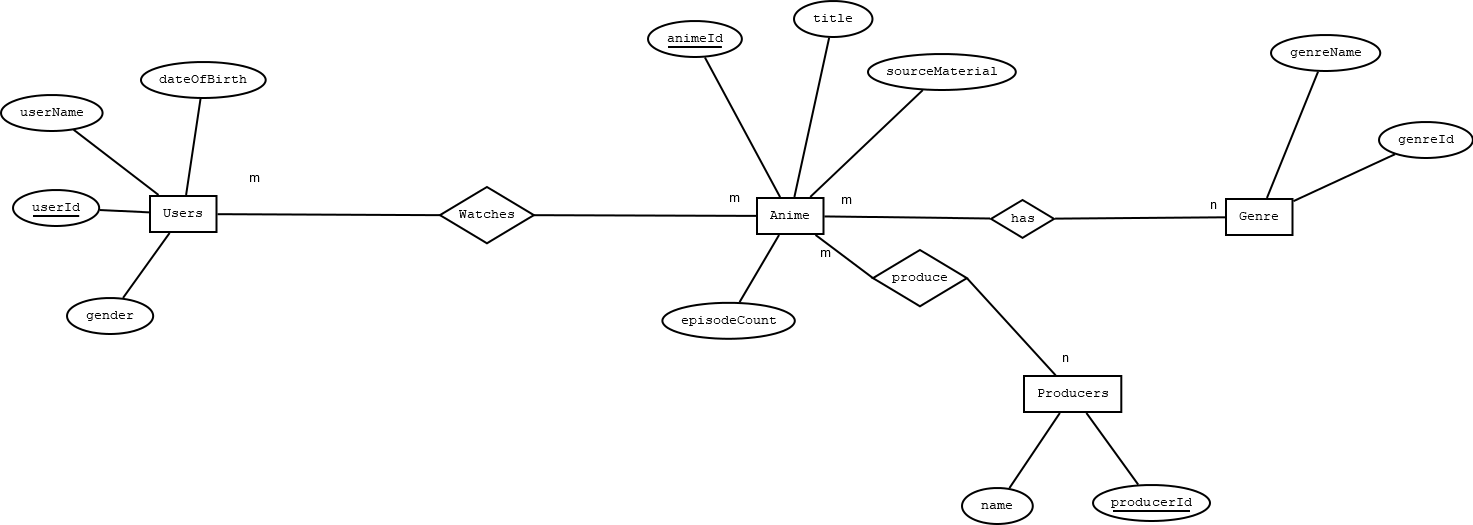 title
animeId
genreName
sourceMaterial
dateOfBirth
userName
genreId
m
m
m
n
userId
Users
Watches
Anime
has
Genre
m
produce
gender
episodeCount
n
Producers
name
producerId